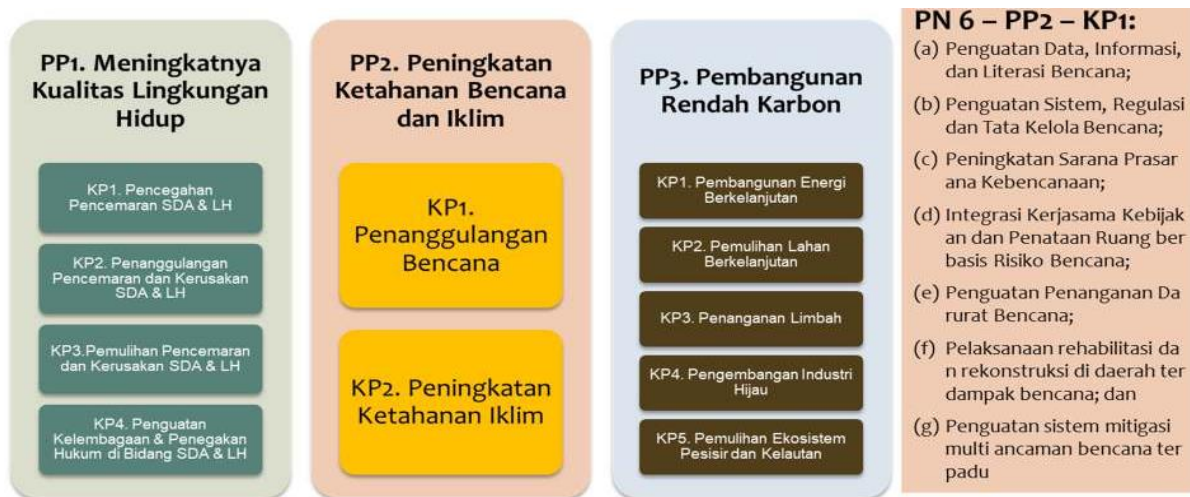 PP1. Meningkatnya
Kualitas Lingkungan
Hidup
KP1. Pencegahan
Pencemaran SDA & LH
KP2. Penanggulangan
Pencemaran dan Kerusakan
SDA & LH
KP3.Pemulihan Pencemaran
dan Kerusakan SDA & LH
KP4. Penguatan
Kelembagaan & Penegakan
Hukum di Bidang SDA & LH
PP2. Peningkatan
Ketahanan Bencana
dan Iklim
KP1.
Penanggulangan
Bencana
KP2. Peningkatan
Ketahanan Iklim
PP3. Pembangunan
Rendah Karbon
KP1. Pembangunan Energi
Berkelanjutan
KP2. Pemulihan Lahan
Berkelanjutan
KP3. Penanganan Limbah
KP4. Pengembangan Industri
Hijau
KP5. Pemulihan Ekosistem
Pesisir dan Kelautan
PN 6 – PP2 – KP1:
(a) Penguatan Data, Informasi,
dan Literasi Bencana;
(b) Penguatan Sistem, Regulasi
dan Tata Kelola Bencana;
(c) Peningkatan Sarana Prasar
ana Kebencanaan;
(d) Integrasi Kerjasama Kebijak
an dan Penataan Ruang ber
basis Risiko Bencana;
(e) Penguatan Penanganan Da
rurat Bencana;
(f) Pelaksanaan rehabilitasi da
n rekonstruksi di daerah ter
dampak bencana; dan
(g) Penguatan sistem mitigasi
multi ancaman bencana ter
padu